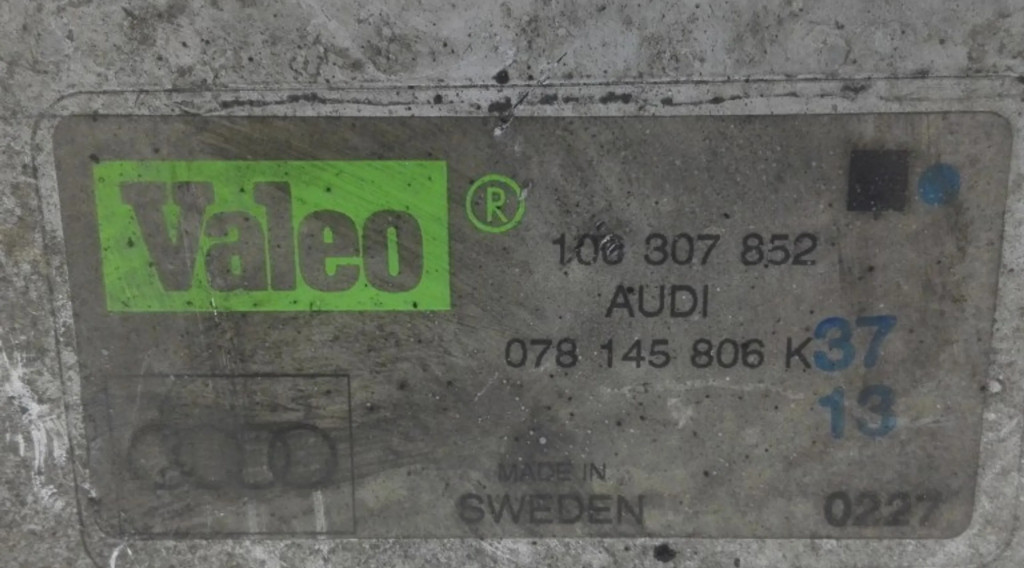 Valeo ®
100 307 852
AUDI
078 145 806 K
37
13
MADE IN
SWEDEN
0227